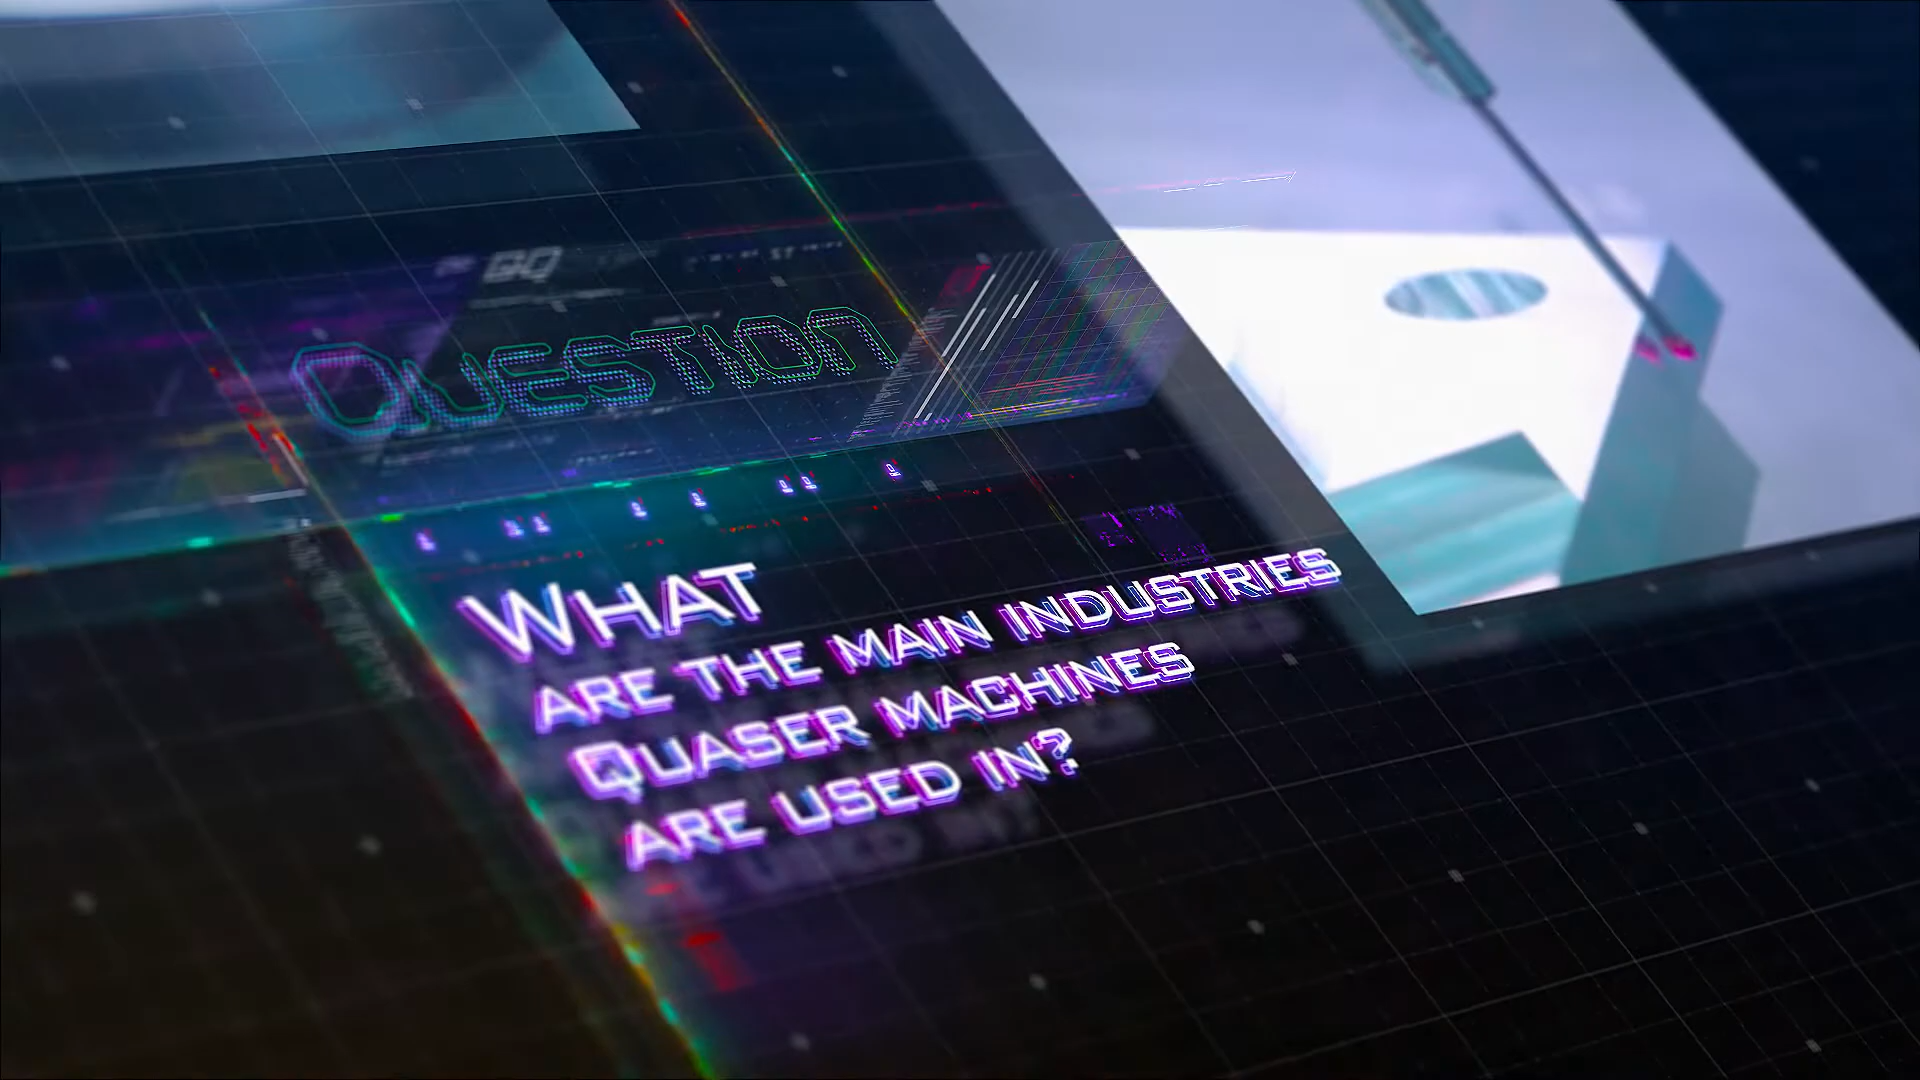 Question
What
are the main industries
Quaser machines
are used in?